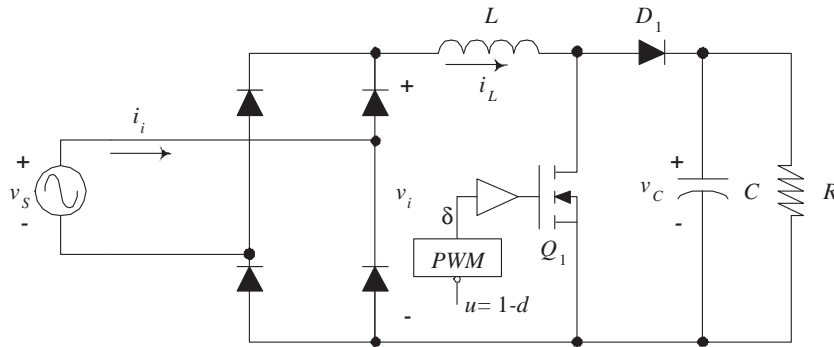 L
D1
+
iL
ii
+
vS
-
vi
+
vC
-
C
R
δ
Q1
PWM
-
u= 1-d